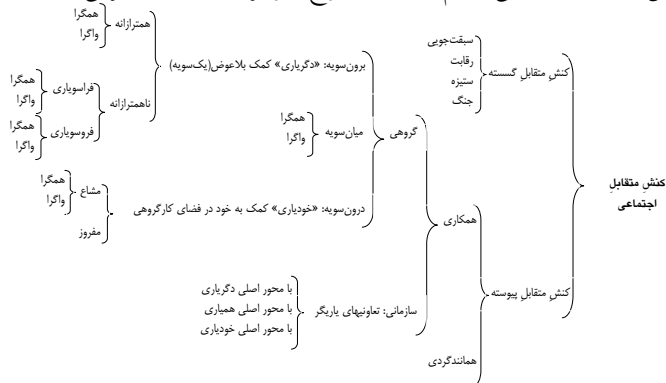 کنشِ متقابلِ
اجتماعی
کنشِ متقابل گسسته
سبقت‌جویی
رقابت
ستیزه
جنگ
کنشِ متقابلِ پیوسته
همکاری
گروهی
برون‌سویه: «دگریاری» کمک بلاعوض(یک‌سویه)
همترازانه
همگرا
واگرا
ناهمترازانه
فراسویاری
همگرا
واگرا
فروسویاری
همگرا
واگرا
میان‌سویه
همگرا
واگرا
درون‌سویه: «خودیاری» کمک به خود در فضای کارگروهی
مشاع
همگرا
واگرا
مفروز
سازمانی: تعاونیهای یاریگر
با محور اصلی دگریاری
با محور اصلی همیاری
با محور اصلی خودیاری
همانندگردی